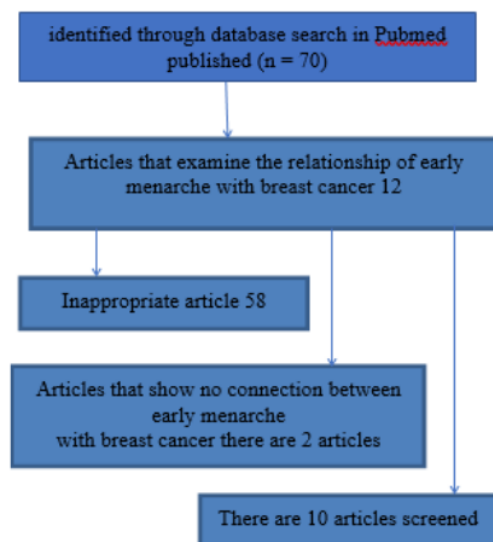 identified through database search in Pubmed
published (n = 70)
Articles that examine the relationship of early
menarche with breast cancer 12
Inappropriate article 58
Articles that show no connection between
early menarche
with breast cancer there are 2 articles
There are 10 articles screened